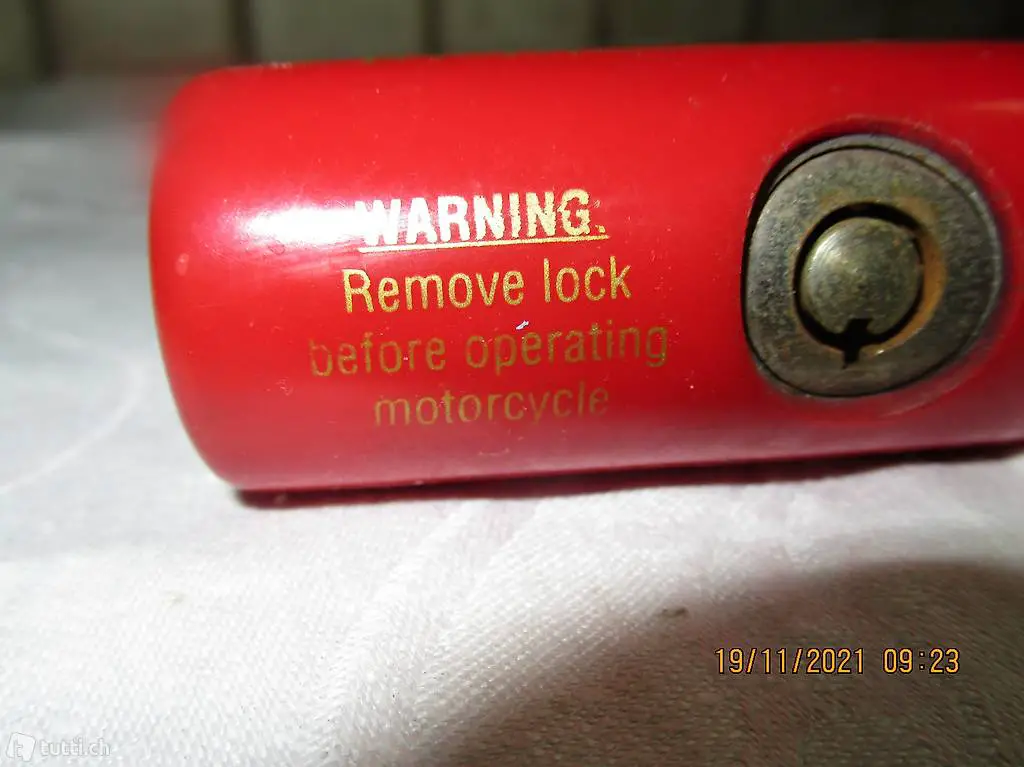 WARNING:
Remove lock
before operating
motorcycle
19/11/2021 09:23
tutti.ch